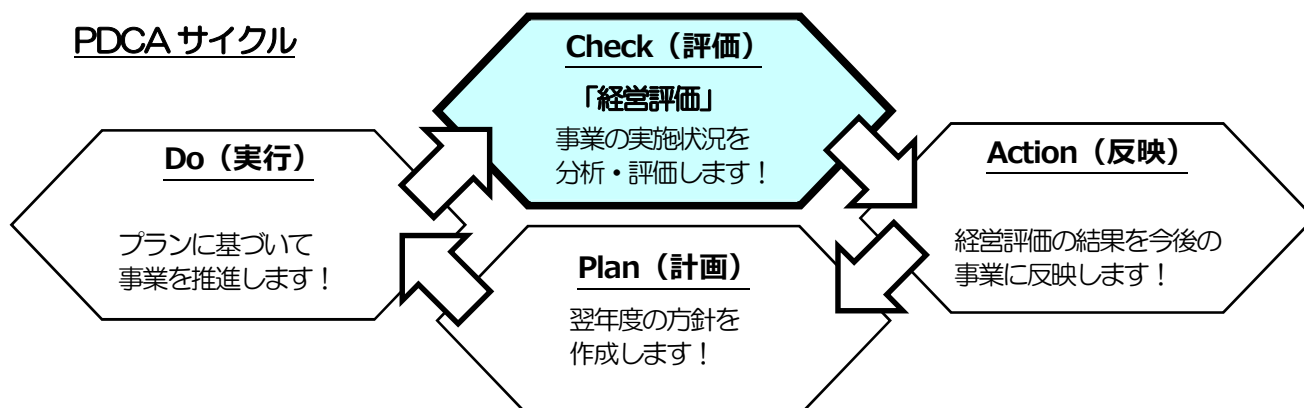 PDCA サイクル
Check（評価）
「経営評価」
事業の実施状況を
分析・評価します！
Do（実行）
プランに基づいて
事業を推進します！
Action（反映）
経営評価の結果を今後の
事業に反映します！
Plan（計画）
翌年度の方針を
作成します！